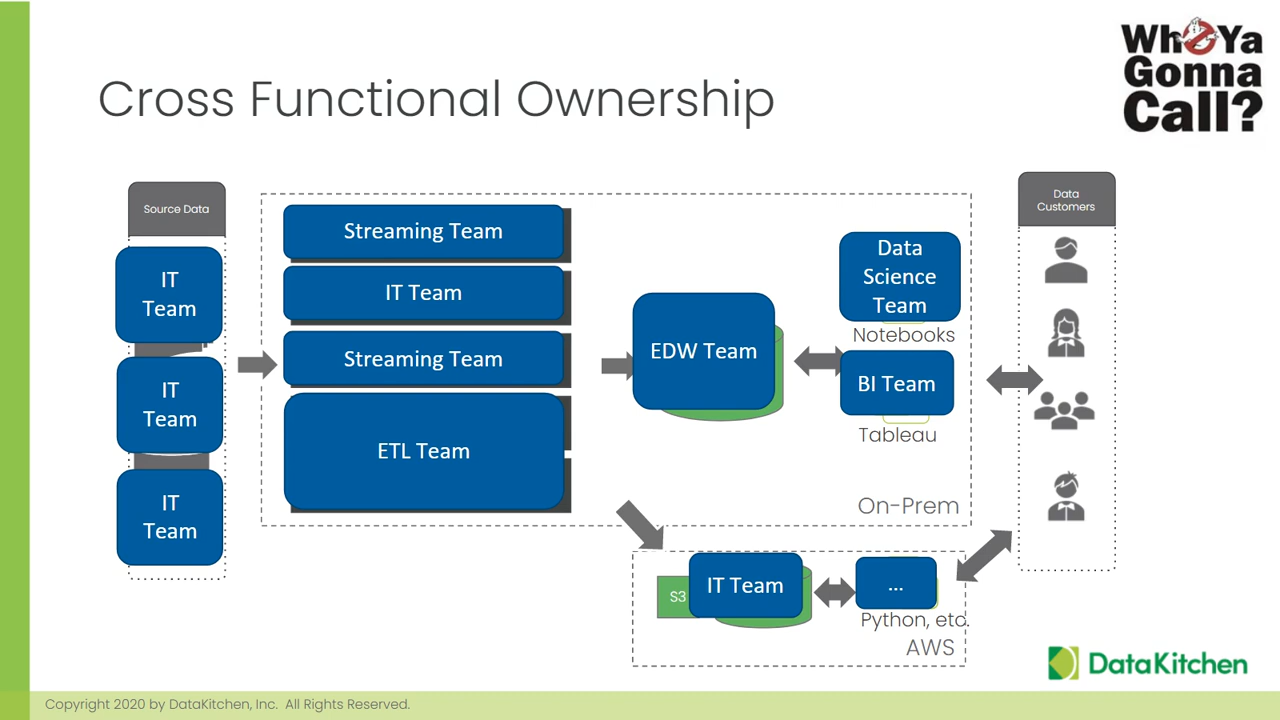 Who Ya
Gonna
Call?
Cross Functional Ownership
Source Data
IT
Team
IT
Team
IT
Team
Streaming Team
IT Team
Streaming Team
ETL Team
EDW Team
Data
Science
Team
Notebooks
BI Team
Tableau
On-Prem
Data
Customers
S3
IT Team
...
Python, etc.
AWS
DataKitchen
Copyright 2020 by DataKitchen, Inc. All Rights Reserved.